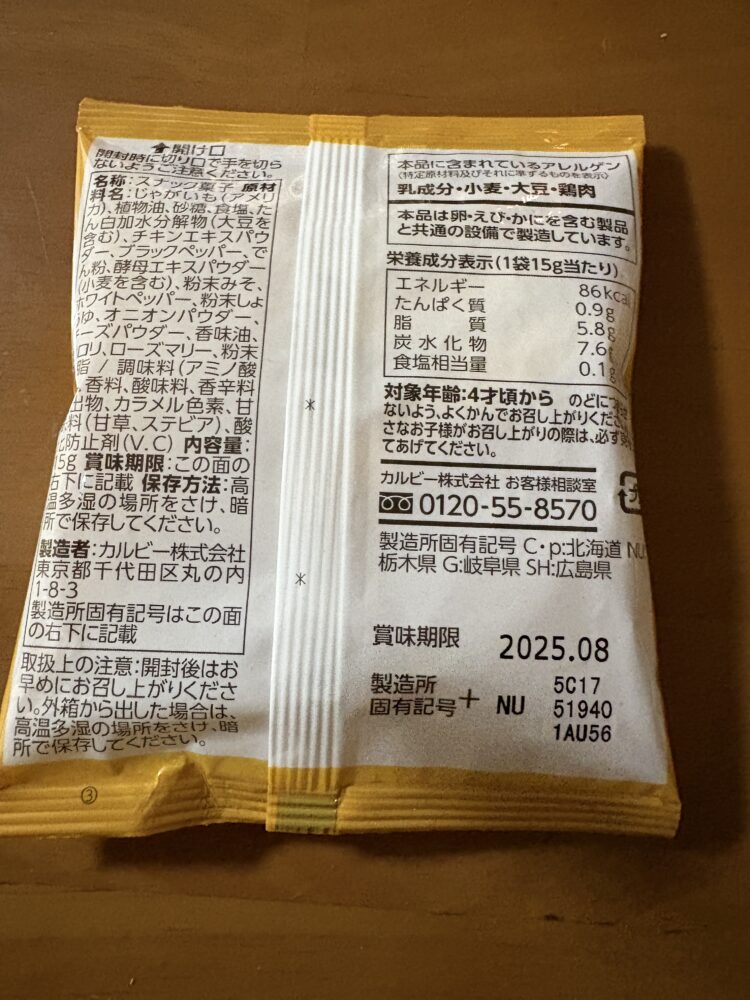 開け口
開封時に切り口で手を切ら
ないようご注意ください。
名称:スナック菓子 原材
料名:じゃがいも(アメリ
カ)、植物油、砂糖、食塩、たん
白加水分解物(大豆を
含む)、チキンエキスパウ
ダー、ブラックペッパー、で
ん粉、酵母エキスパウダー
(小麦を含む)、粉末みそ、
ホワイトペッパー、粉末しょ
うゆ、オニオンパウダー、
ーズパウダー、香味油、
ロリ、ローズマリー、粉末
脂/調味料(アミノ酸
、香料、酸味料、香辛料
出物、カラメル色素、甘
料(甘草、ステビア)、酸
防止剤(V.C) 内容量:
5g 賞味期限:この面の
右下に記載 保存方法:高
温多湿の場所をさけ、暗
所で保存してください。
製造者:カルビー株式会社
東京都千代田区丸の内
1-8-3
製造所固有記号はこの面
の右下に記載
取扱上の注意:開封後はお
早めにお召し上がりくださ
い。外箱から出した場合は、
高温多湿の場所をさけ、暗
所で保存してください。
③
本品に含まれているアレルゲン
(特定原材料及びそれに準ずるものを表示)
乳成分・小麦・大豆・鶏肉
本品は卵・えび・かにを含む製品
と共通の設備で製造しています。
栄養成分表示(1袋15g当たり)
エネルギー 86kcal
たんぱく質 0.9g
脂質 5.8g
炭水化物 7.6g
食塩相当量 0.1g
対象年齢:4才頃から のどに
ないよう、よくかんでお召し上がりくださ
さなお子様がお召し上がりの際は、必ず
てあげてください。
カルビー株式会社 お客様相談室
0120-55-8570
プ
製造所固有記号 C・p:北海道 NU
栃木県 G:岐阜県 SH:広島県
賞味期限 2025.08
製造所
固有記号+ NU
5C17
51940
1AU56